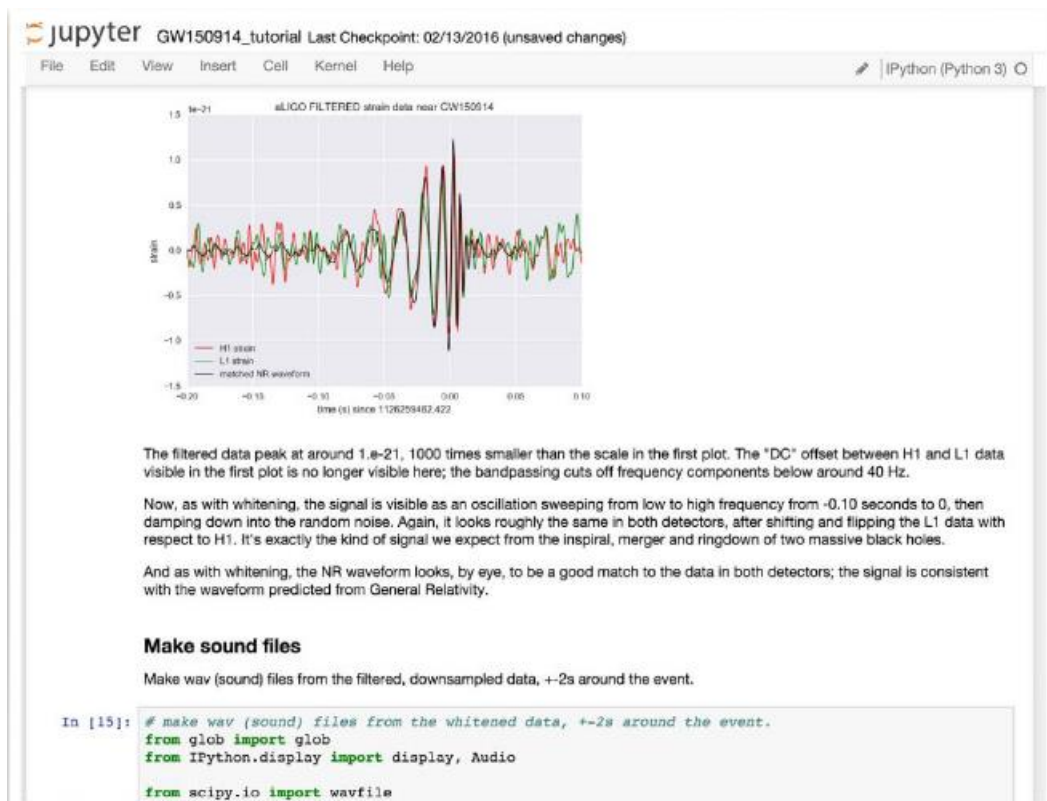 jupyter GW150914_tutorial Last Checkpoint: 02/13/2016 (unsaved changes)
File Edit View Insert Cell Kernel Help IPython (Python 3)
1e-21 aLIGO FILTERED strain data near GW150914
1.5
1.0
0.5
0.0
strain
-0.5
-1.0
H1 strain
L1 strain
matched NR waveform
-1.5
-0.20 -0.15 -0.10 -0.05 0.00 0.05 0.10
time (s) since 1126259462.422
The filtered data peak at around 1.e-21, 1000 times smaller than the scale in the first plot. The "DC" offset between H1 and L1 data
visible in the first plot is no longer visible here; the bandpassing cuts off frequency components below around 40 Hz.
Now, as with whitening, the signal is visible as an oscillation sweeping from low to high frequency from -0.10 seconds to 0, then
damping down into the random noise. Again, it looks roughly the same in both detectors, after shifting and flipping the L1 data with
respect to H1. It's exactly the kind of signal we expect from the inspiral, merger and ringdown of two massive black holes.
And as with whitening, the NR waveform looks, by eye, to be a good match to the data in both detectors; the signal is consistent
with the waveform predicted from General Relativity.
Make sound files
Make wav (sound) files from the filtered, downsampled data, +-2s around the event.
In [15]: # make wav (sound) files from the whitened data, +-2s around the event.
from glob import glob
from IPython.display import display, Audio
from scipy.io import wavfile